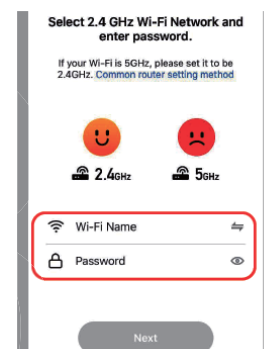 Select 2.4 GHz Wi-Fi Network and
enter password.
If your Wi-Fi is 5GHz, please set it to be
2.4GHz. Common router setting method
2.4GHz
5GHz
Wi-Fi Name
Password
Next